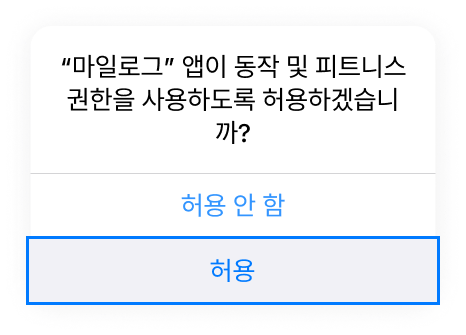 “마일로그” 앱이 동작 및 피트니스
권한을 사용하도록 허용하겠습니
까?
허용 안 함
허용